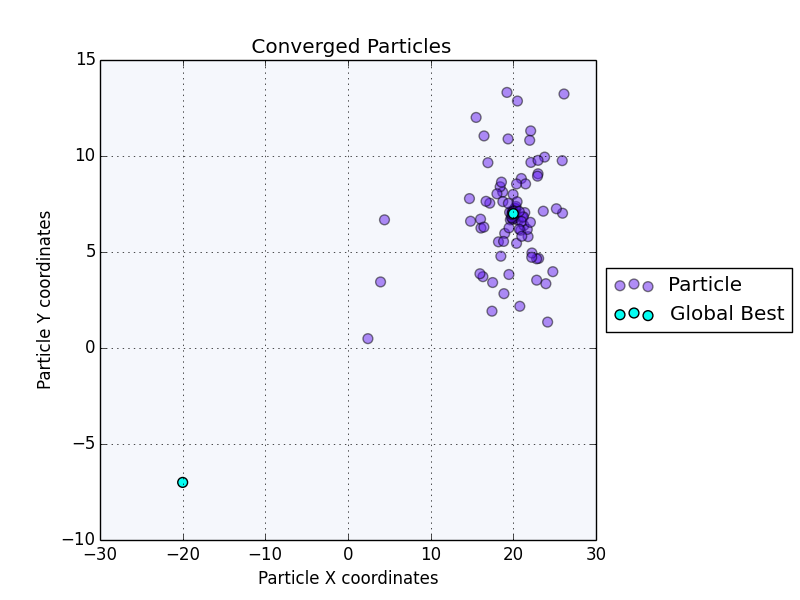 Converged Particles
15
10
5
0
−5
−10
−30
−20
−10
0
10
20
30
Particle Y coordinates
Particle X coordinates
Particle
Global Best